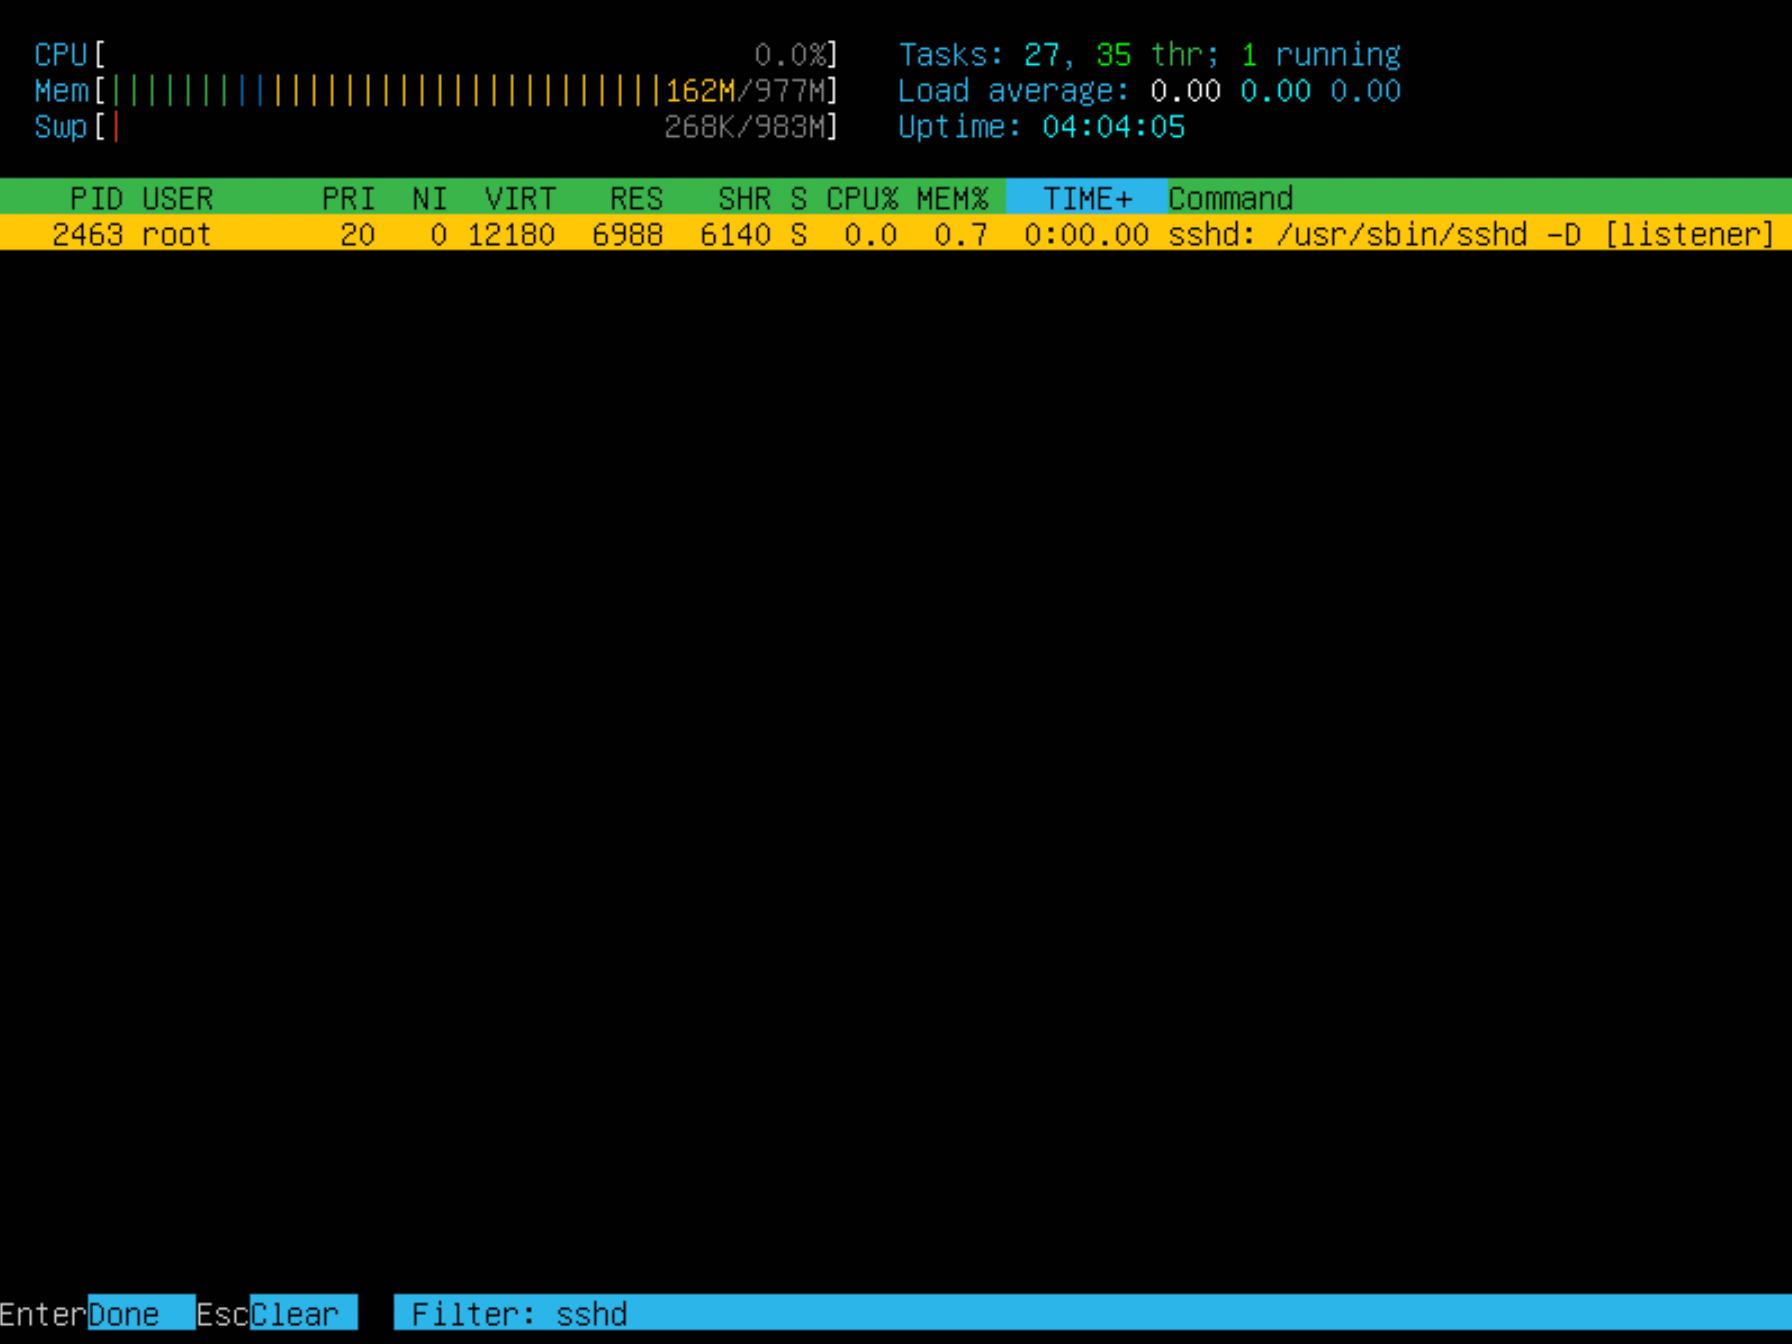 CPU[ 0.0%] Tasks: 27, 35 thr; 1 running
Mem[|||||||||||||||||||||||||||||||162M/977M] Load average: 0.00 0.00 0.00
Swp[| 268K/983M] Uptime: 04:04:05
PID USER PRI NI VIRT RES SHR S CPU% MEM% TIME+ Command
2463 root 20 0 12180 6988 6140 S 0.0 0.7 0:00.00 sshd: /usr/sbin/sshd -D [listener]
EnterDone EscClear Filter: sshd